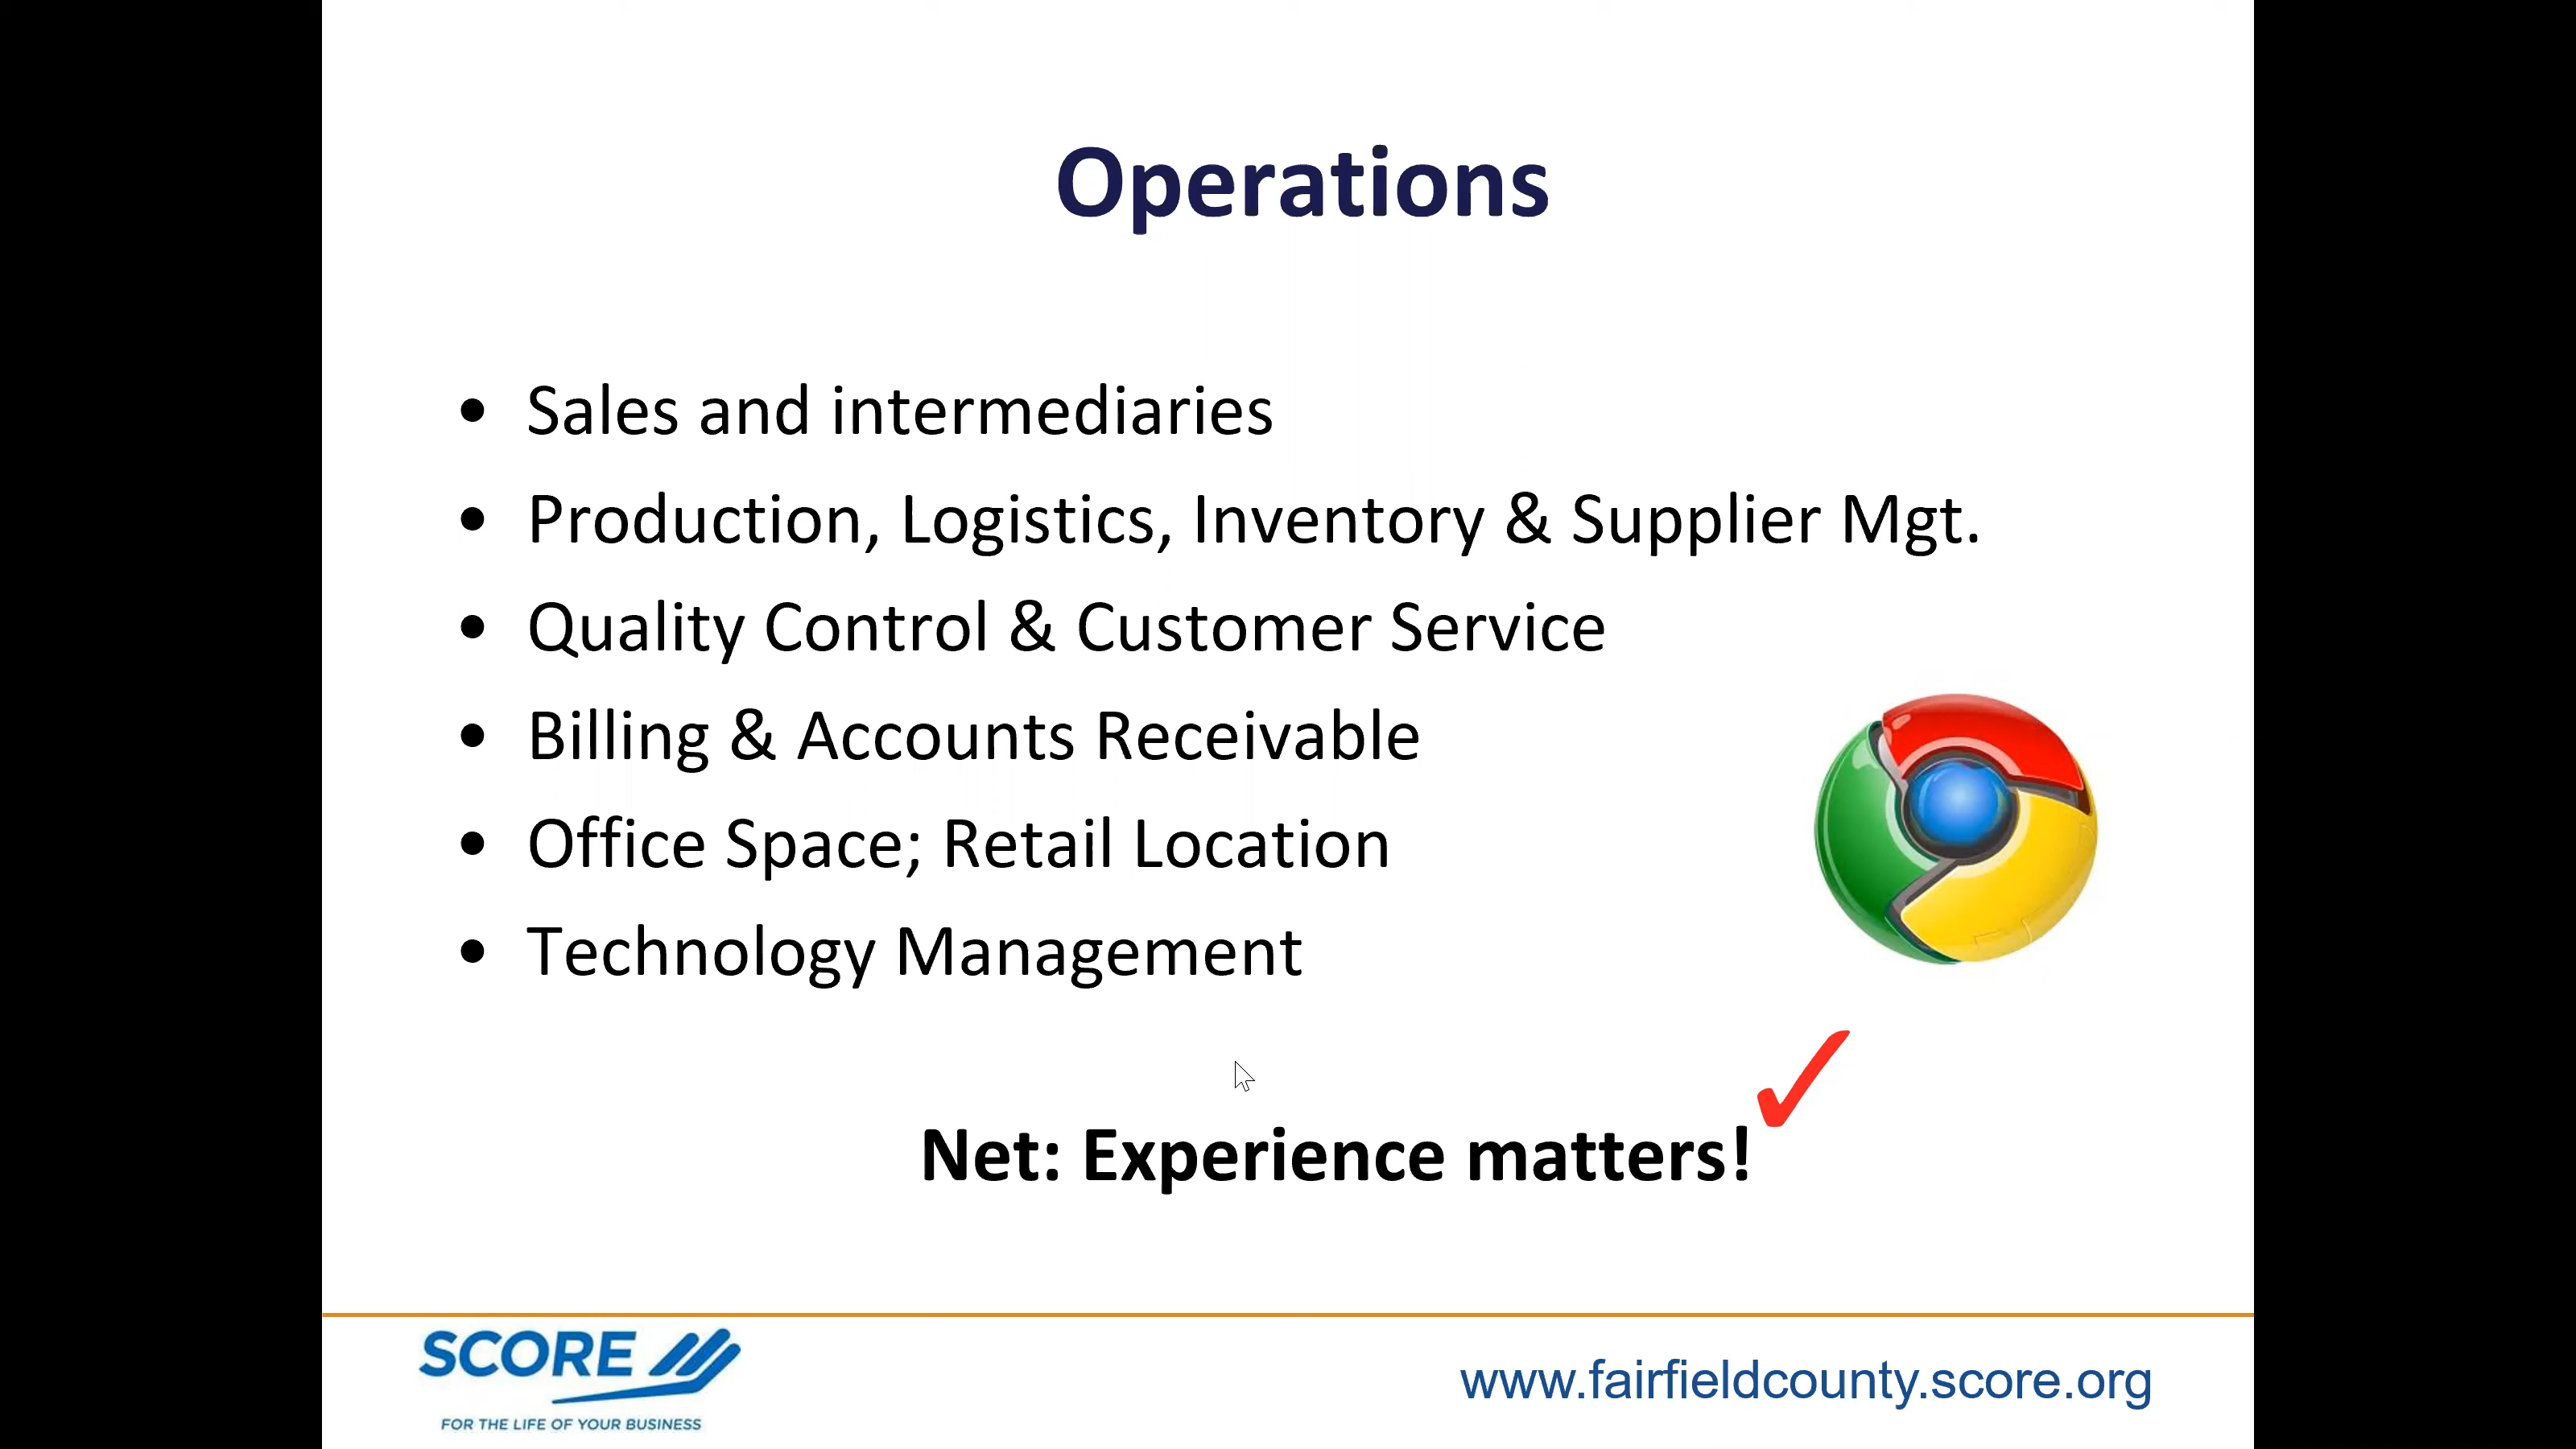 Operations
• Sales and intermediaries
• Production, Logistics, Inventory & Supplier Mgt.
• Quality Control & Customer Service
• Billing & Accounts Receivable
• Office Space; Retail Location
• Technology Management
Net: Experience matters!
SCORE
FOR THE LIFE OF YOUR BUSINESS
www.fairfieldcounty.score.org